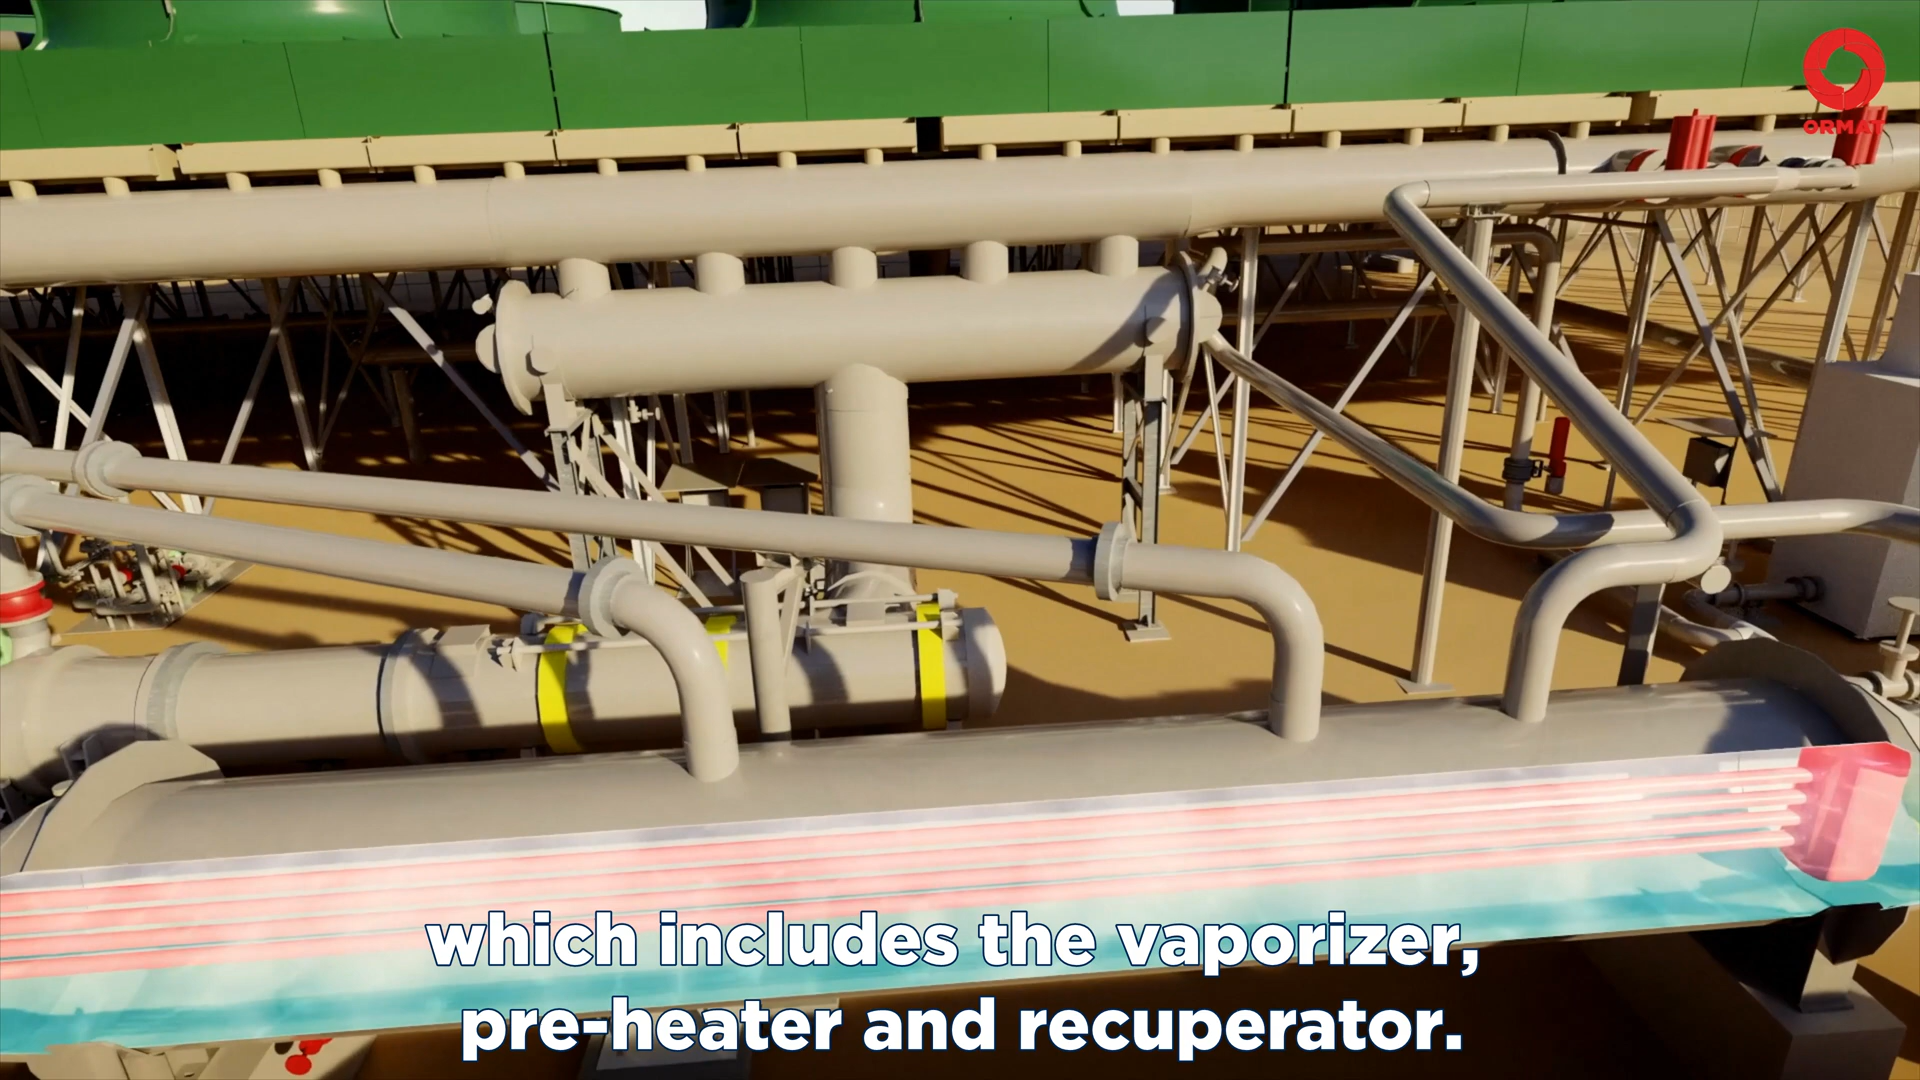 ORMAT
which includes the vaporizer,
pre-heater and recuperator.